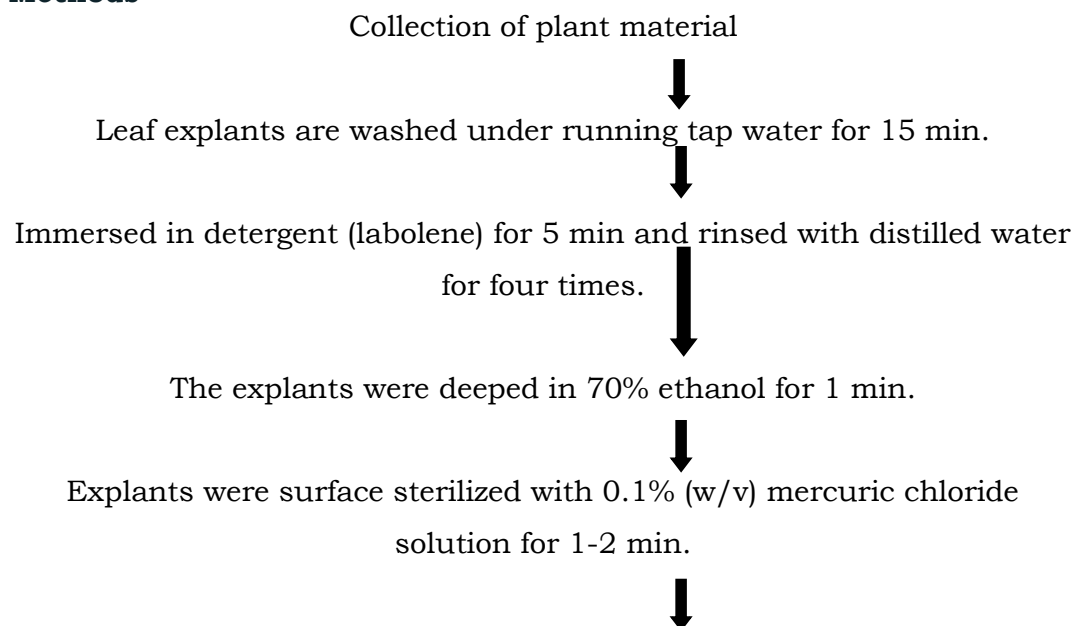 Collection of plant material
Leaf explants are washed under running tap water for 15 min.
Immersed in detergent (labolene) for 5 min and rinsed with distilled water
for four times.
The explants were deeped in 70% ethanol for 1 min.
Explants were surface sterilized with 0.1% (w/v) mercuric chloride
solution for 1-2 min.